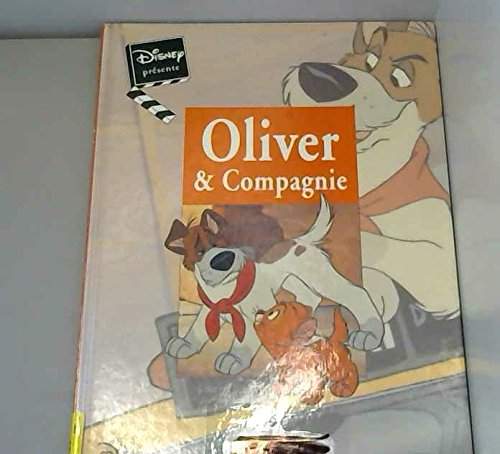 Disney
présente
Oliver
& Compagnie